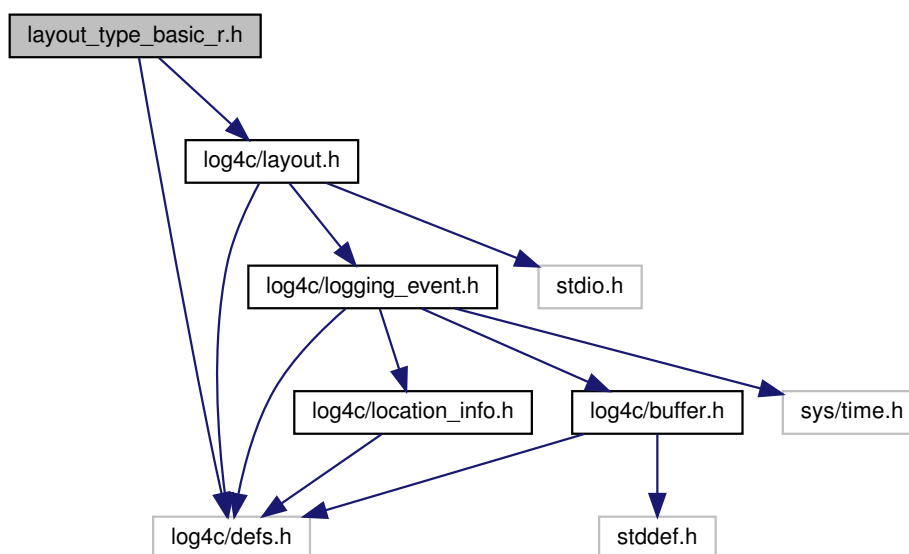 layout_type_basic_r.h
log4c/layout.h
log4c/logging_event.h
stdio.h
log4c/location_info.h
log4c/buffer.h
sys/time.h
log4c/defs.h
stddef.h